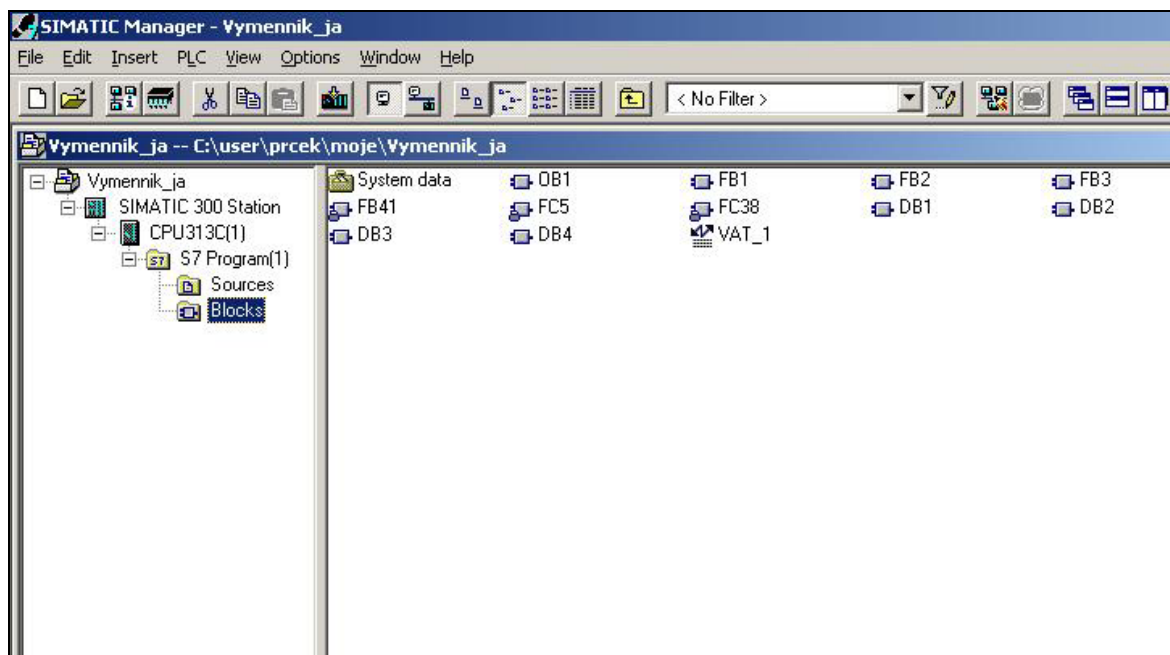 SIMATIC Manager - Vymennik_ja
File Edit Insert PLC View Options Window Help
< No Filter >
Vymennik_ja -- C:\user\prcek\moje\Vymennik_ja
Vymennik_ja
SIMATIC 300 Station
CPU313C(1)
S7 Program(1)
Sources
Blocks
System data OB1 FB1 FB2 FB3
FB41 FC5 FC38 DB1 DB2
DB3 DB4 VAT_1